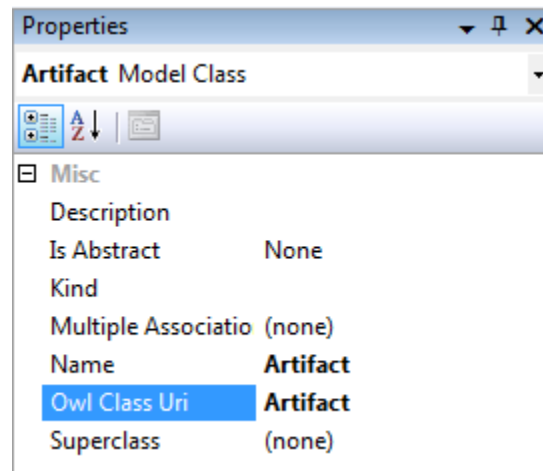 Properties
Artifact Model Class
A
Z
Misc
Description
Is Abstract None
Kind
Multiple Associatio (none)
Name Artifact
Owl Class Uri Artifact
Superclass (none)